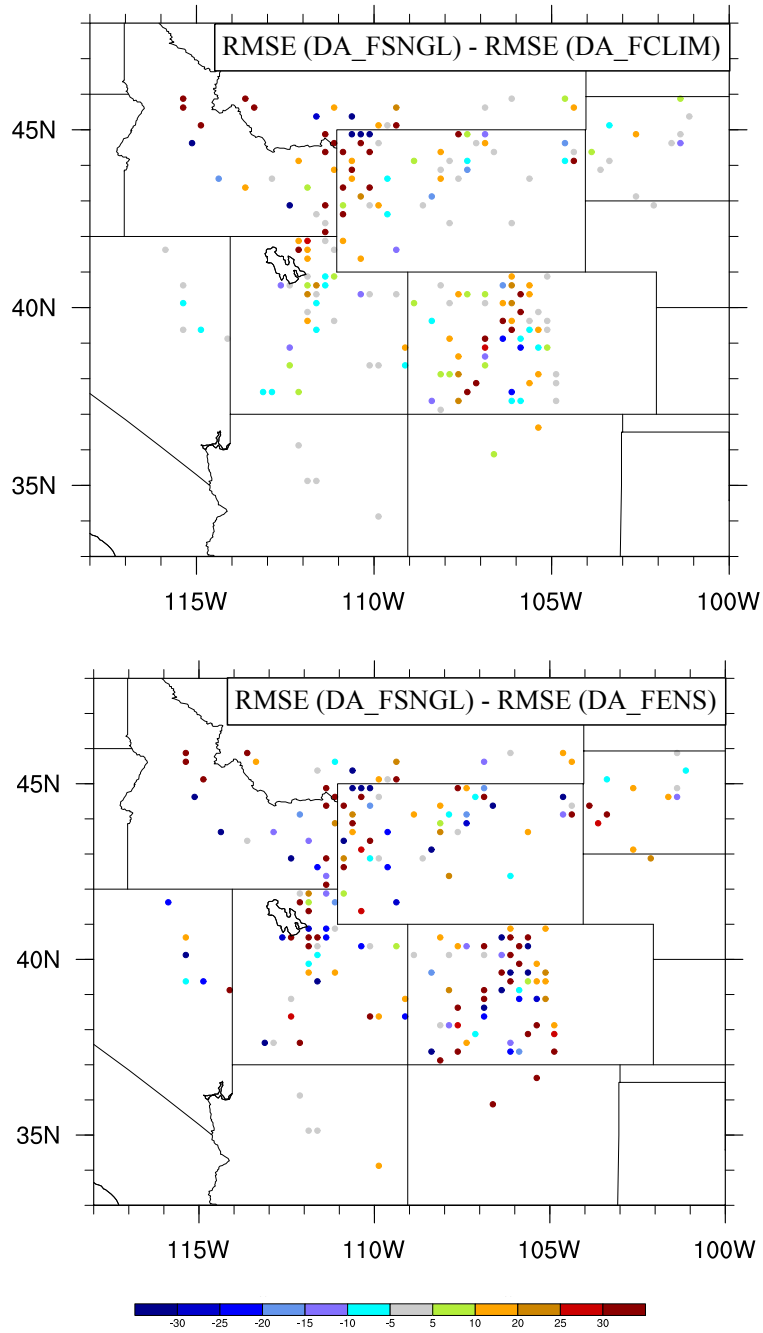 RMSE (DA_FSNGL) - RMSE (DA_FCLIM)
45N
40N
35N
115W 110W 105W 100W
RMSE (DA_FSNGL) - RMSE (DA_FENS)
45N
40N
35N
115W 110W 105W 100W
-30 -25 -20 -15 -10 -5 5 10 20 25 30